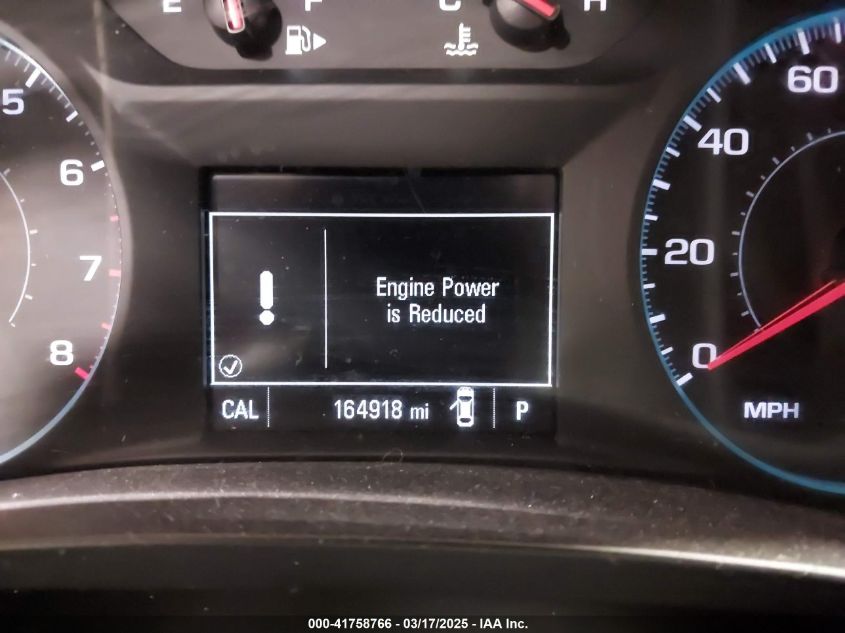 E F C H
5
6
7
8
60
40
20
0
MPH
Engine Power
is Reduced
CAL 164918 mi P
000-41758766 - 03/17/2025 - IAA Inc.